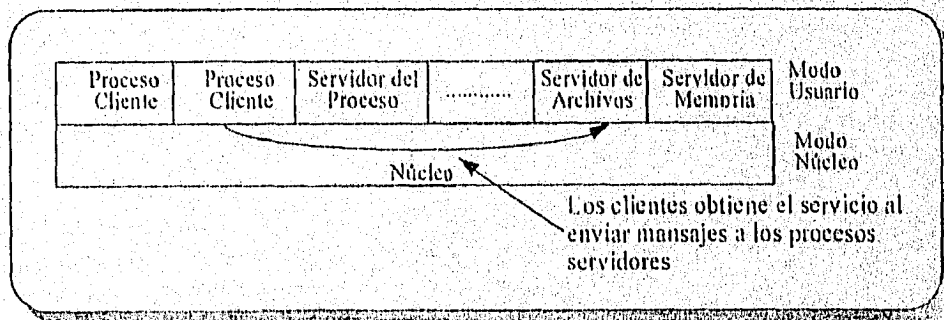 Proceso
Cliente
Proceso
Cliente
Servidor del
Proceso
............
Servidor de
Archivos
Servidor de
Memoria
Modo
Usuario
Modo
Núcleo
Núcleo
Los clientes obtiene el servicio al
enviar mansajes a los procesos
servidores